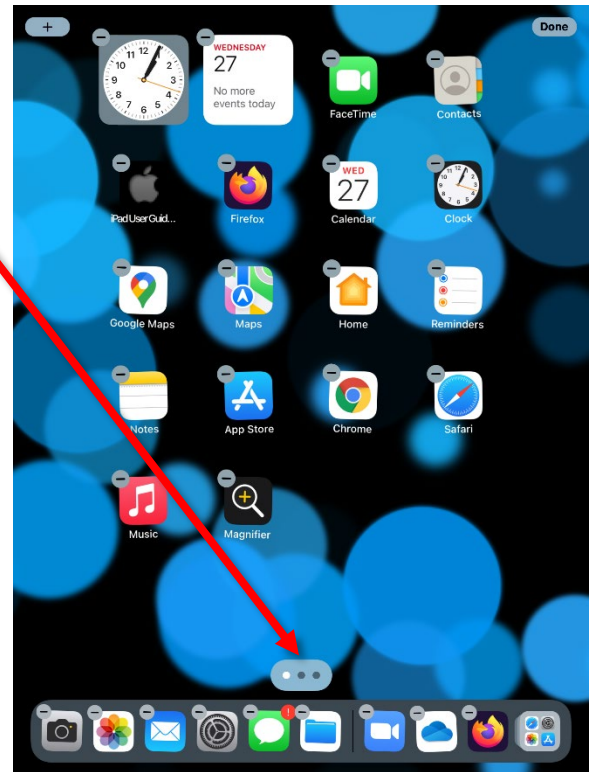 +
Done
WEDNESDAY
27
No more
events today
FaceTime
Contacts
iPad User Guid...
Firefox
WED
27
Calendar
Clock
Google Maps
Maps
Home
Reminders
Notes
App Store
Chrome
Safari
Music
Magnifier
!